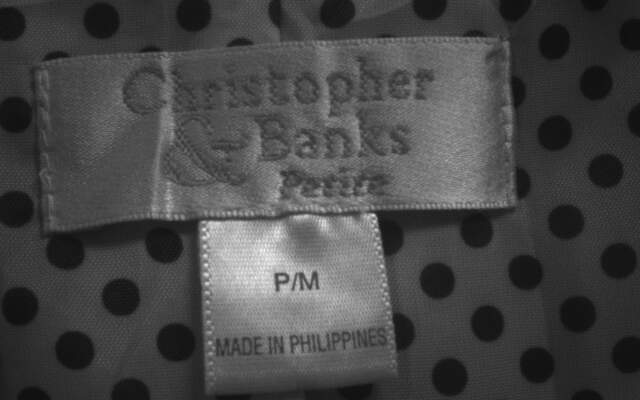 Christopher
& Banks
Petite
P/M
MADE IN PHILIPPINES